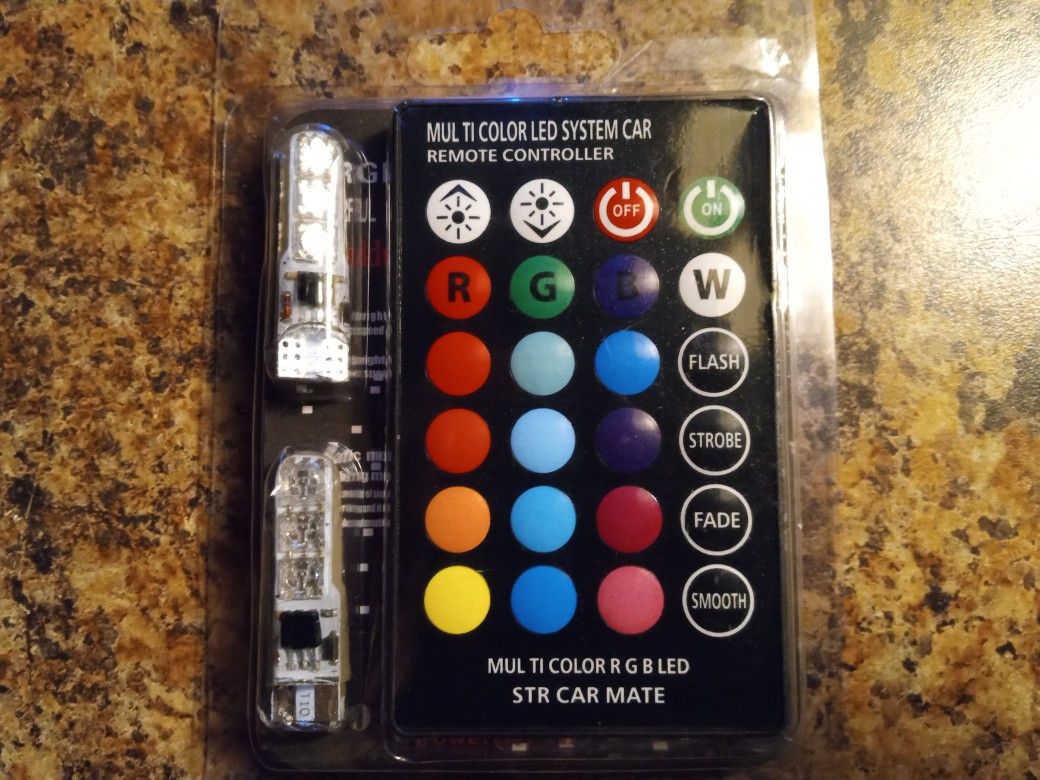 MUL TI COLOR LED SYSTEM CAR
REMOTE CONTROLLER
OFF
ON
R
G
B
W
FLASH
STROBE
FADE
SMOOTH
MUL TI COLOR R G B LED
STR CAR MATE
T10